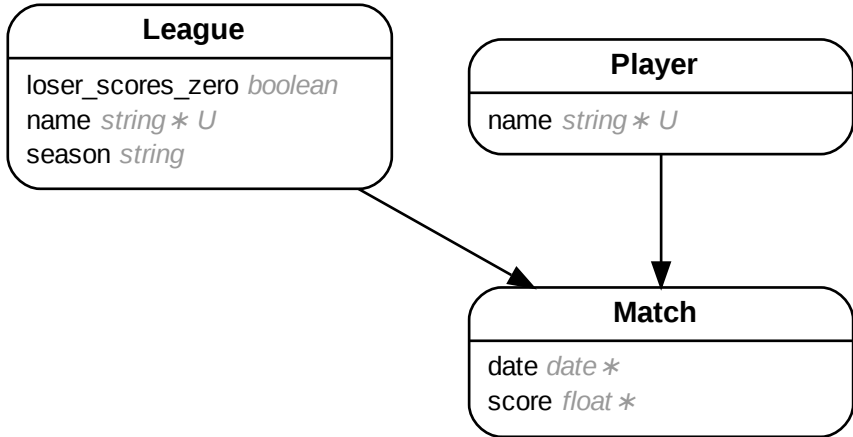 League
loser_scores_zero boolean
name string∗ U
season string
Player
name string∗ U
Match
date date∗
score float∗